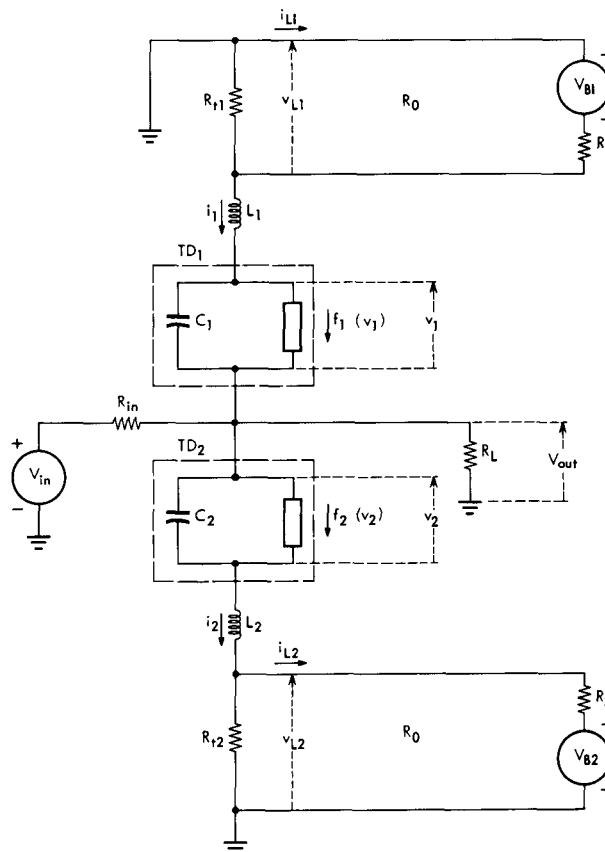 i_L1
R_t1
v_L1
R_0
V_B1
R
i_1
L_1
TD_1
C_1
f_1 (v_1)
v_1
R_in
+
V_in
−
R_L
V_out
TD_2
C_2
f_2 (v_2)
v_2
i_2
L_2
i_L2
R
R_t2
v_L2
R_0
V_B2